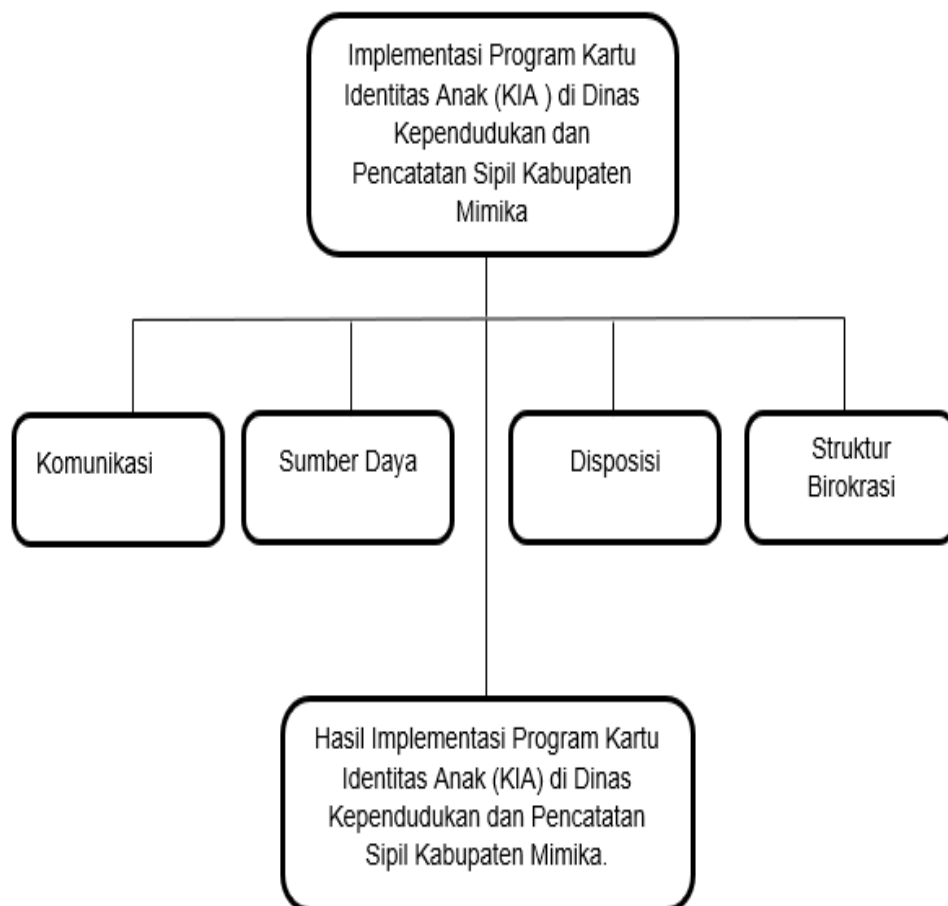 Implementasi Program Kartu
Identitas Anak (KIA ) di Dinas
Kependudukan dan
Pencatatan Sipil Kabupaten
Mimika
Komunikasi
Sumber Daya
Disposisi
Struktur
Birokrasi
Hasil Implementasi Program Kartu
Identitas Anak (KIA) di Dinas
Kependudukan dan Pencatatan
Sipil Kabupaten Mimika.